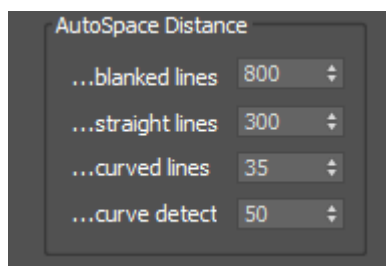 AutoSpace Distance
...blanked lines 800
...straight lines 300
...curved lines 35
...curve detect 50